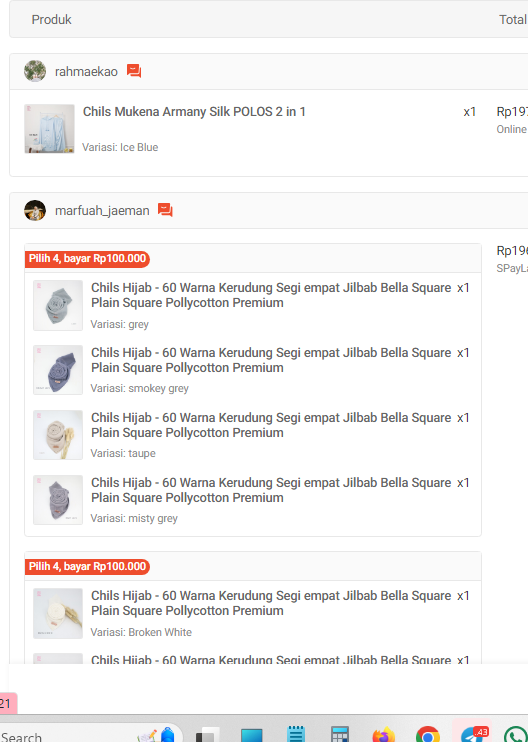 Produk Total
rahmaekao
Chils Mukena Armany Silk POLOS 2 in 1 x1 Rp197
Online
Variasi: Ice Blue
marfuah_jaeman
Pilih 4, bayar Rp100.000 Rp196
SPayLa
Chils Hijab - 60 Warna Kerudung Segi empat Jilbab Bella Square x1
Plain Square Pollycotton Premium
Variasi: grey
Chils Hijab - 60 Warna Kerudung Segi empat Jilbab Bella Square x1
Plain Square Pollycotton Premium
Variasi: smokey grey
Chils Hijab - 60 Warna Kerudung Segi empat Jilbab Bella Square x1
Plain Square Pollycotton Premium
Variasi: taupe
Chils Hijab - 60 Warna Kerudung Segi empat Jilbab Bella Square x1
Plain Square Pollycotton Premium
Variasi: misty grey
Pilih 4, bayar Rp100.000
Chils Hijab - 60 Warna Kerudung Segi empat Jilbab Bella Square x1
Plain Square Pollycotton Premium
Variasi: Broken White
Chils Hijab - 60 Warna Kerudung Segi empat Jilbab Bella Square x1
21
Search 43